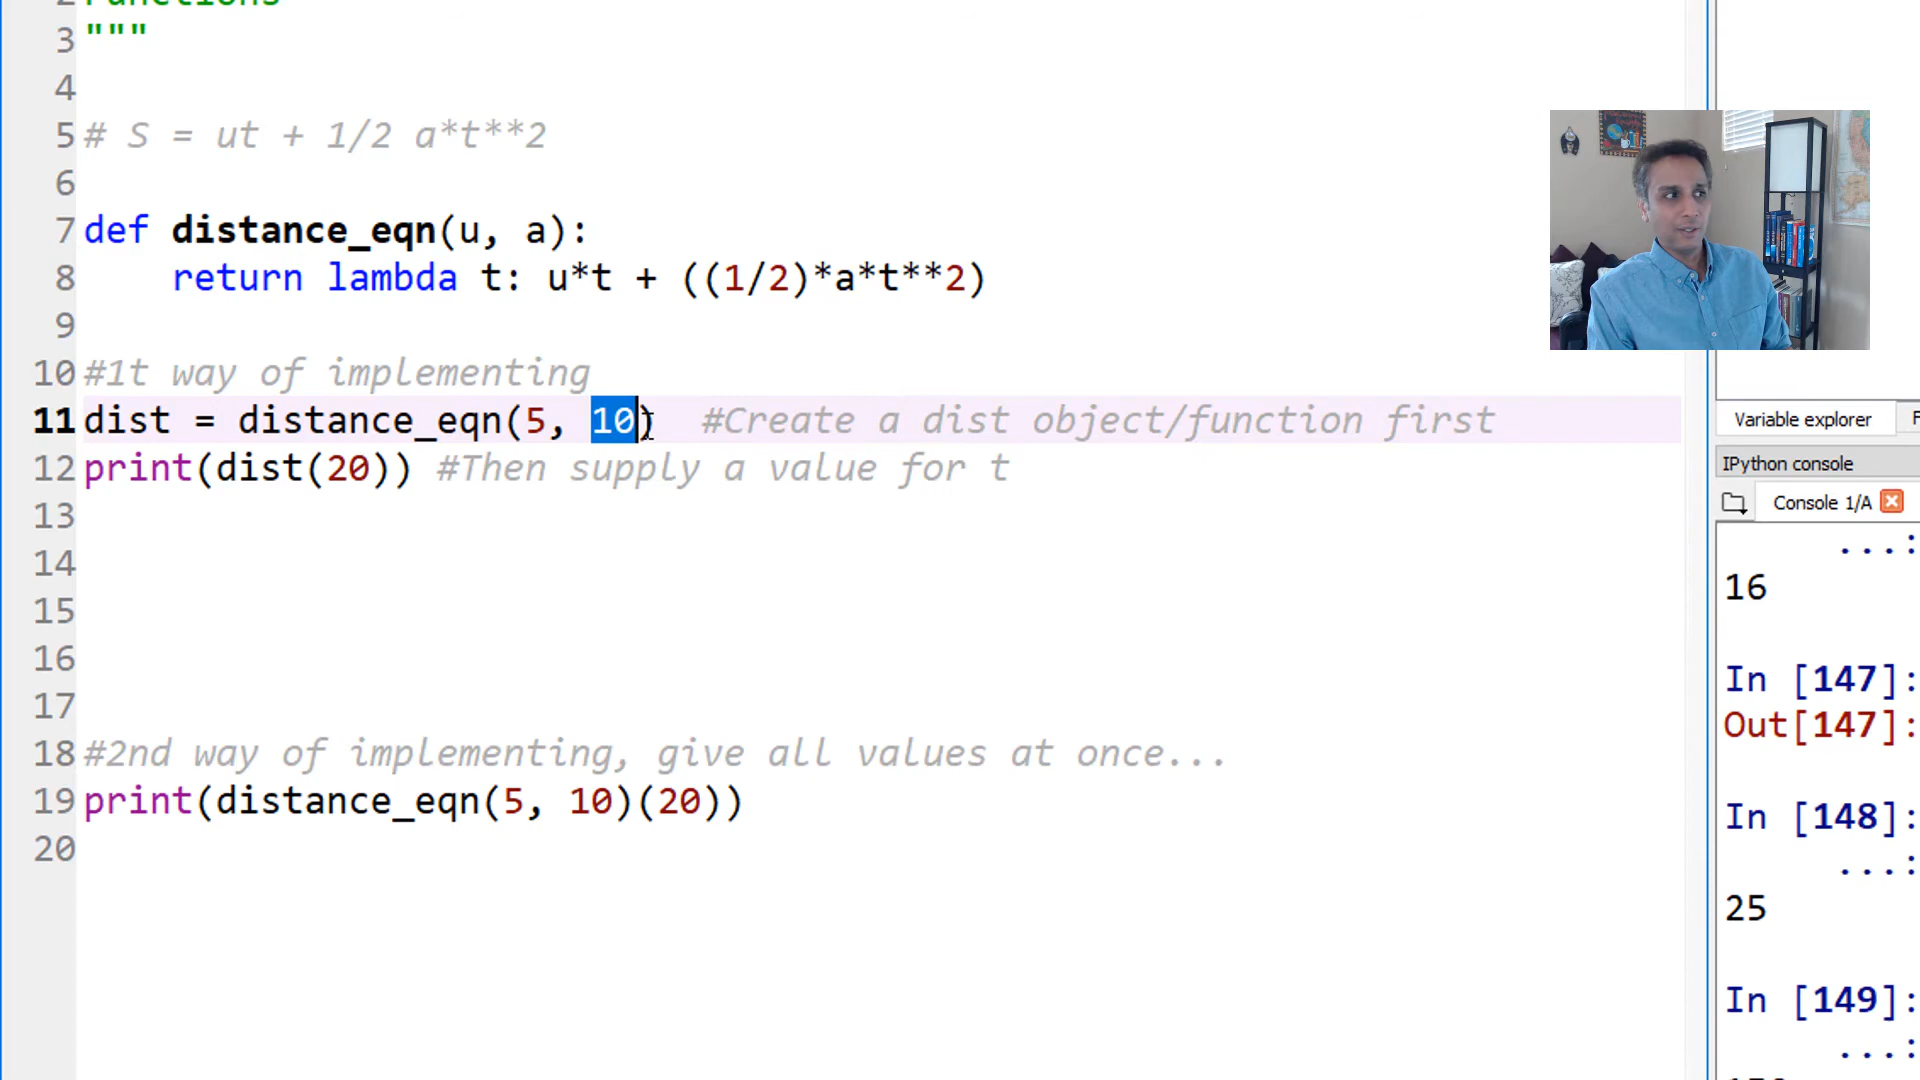 2 Functions
3 """
4
5 # S = ut + 1/2 a*t**2
6
7 def distance_eqn(u, a):
8 return lambda t: u*t + ((1/2)*a*t**2)
9
10 #1t way of implementing
11 dist = distance_eqn(5, 10) #Create a dist object/function first
12 print(dist(20)) #Then supply a value for t
13
14
15
16
17
18 #2nd way of implementing, give all values at once...
19 print(distance_eqn(5, 10)(20))
20
Variable explorer
IPython console
Console 1/A
...:
16
In [147]:
Out[147]:
In [148]:
...:
25
In [149]:
...: